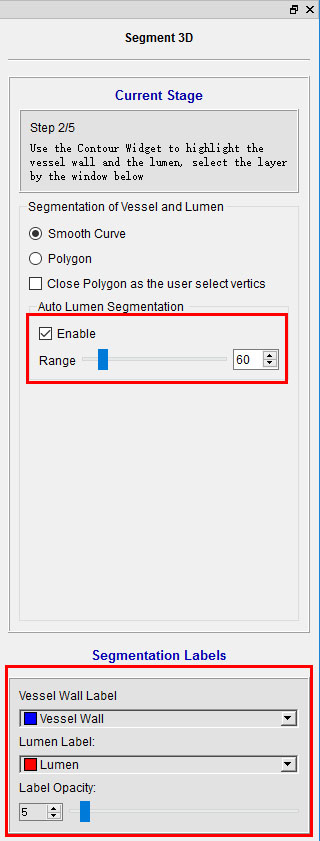 Segment 3D
Current Stage
Step 2/5
Use the Contour Widget to highlight the
vessel wall and the lumen, select the layer
by the window below
Segmentation of Vessel and Lumen
Smooth Curve
Polygon
Close Polygon as the user select vertics
Auto Lumen Segmentation
Enable
Range 60
Segmentation Labels
Vessel Wall Label
Vessel Wall
Lumen Label:
Lumen
Label Opacity:
5